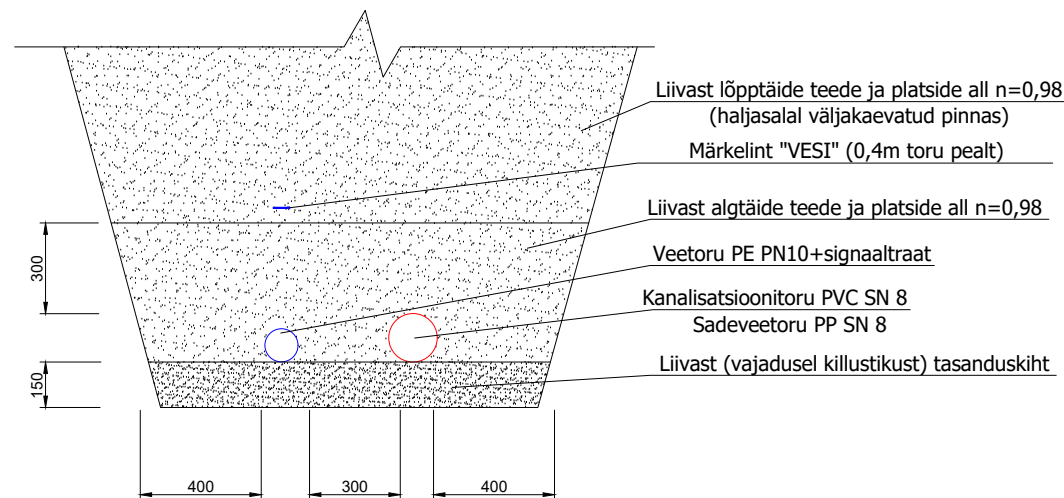 Liivast lõpptäide teede ja platside all n=0,98
(haljasalal väljakaevatud pinnas)
Märkelint "VESI" (0,4m toru pealt)
Liivast algtäide teede ja platside all n=0,98
Veetoru PE PN10+signaaltraat
300
Kanalisatsioonitoru PVC SN 8
Sadeveetoru PP SN 8
Liivast (vajadusel killustikust) tasanduskiht
150
400
300
400